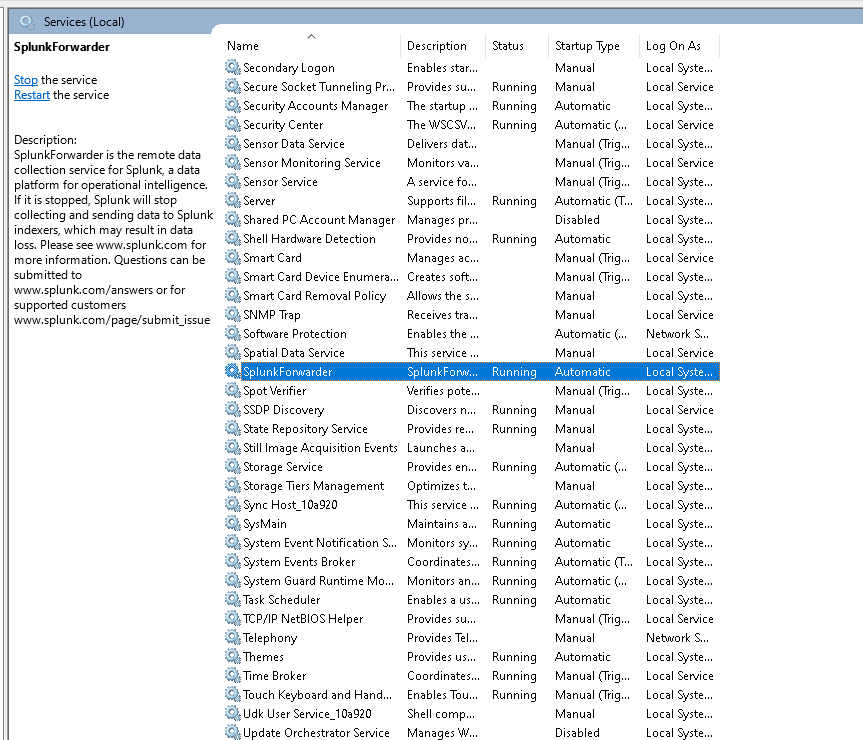 Services (Local)
SplunkForwarder
Stop the service
Restart the service
Description:
SplunkForwarder is the remote data
collection service for Splunk, a data
platform for operational intelligence.
If it is stopped, Splunk will stop
collecting and sending data to Splunk
indexers, which may result in data
loss. Please see www.splunk.com for
more information. Questions can be
submitted to
www.splunk.com/answers or for
supported customers
www.splunk.com/page/submit_issue
Name Description Status Startup Type Log On As
Secondary Logon Enables star... Manual Local Syste...
Secure Socket Tunneling Pr... Provides su... Running Manual Local Service
Security Accounts Manager The startup ... Running Automatic Local Syste...
Security Center The WSCSV... Running Automatic (... Local Service
Sensor Data Service Delivers dat... Manual (Trig... Local Syste...
Sensor Monitoring Service Monitors va... Manual (Trig... Local Service
Sensor Service A service fo... Manual (Trig... Local Syste...
Server Supports fil... Running Automatic (T... Local Syste...
Shared PC Account Manager Manages pr... Disabled Local Syste...
Shell Hardware Detection Provides no... Running Automatic Local Syste...
Smart Card Manages ac... Manual (Trig... Local Service
Smart Card Device Enumera... Creates soft... Manual (Trig... Local Syste...
Smart Card Removal Policy Allows the s... Manual Local Syste...
SNMP Trap Receives tra... Manual Local Service
Software Protection Enables the ... Automatic (... Network S...
Spatial Data Service This service ... Manual Local Service
SplunkForwarder SplunkForw... Running Automatic Local Syste...
Spot Verifier Verifies pote... Manual (Trig... Local Syste...
SSDP Discovery Discovers n... Running Manual Local Service
State Repository Service Provides re... Running Manual Local Syste...
Still Image Acquisition Events Launches a... Manual Local Syste...
Storage Service Provides en... Running Automatic (... Local Syste...
Storage Tiers Management Optimizes t... Manual Local Syste...
Sync Host_10a920 This service ... Running Automatic (... Local Syste...
SysMain Maintains a... Running Automatic Local Syste...
System Event Notification S... Monitors sy... Running Automatic Local Syste...
System Events Broker Coordinates... Running Automatic (T... Local Syste...
System Guard Runtime Mo... Monitors an... Running Automatic (... Local Syste...
Task Scheduler Enables a us... Running Automatic Local Syste...
TCP/IP NetBIOS Helper Provides su... Manual (Trig... Local Service
Telephony Provides Tel... Manual Network S...
Themes Provides us... Running Automatic Local Syste...
Time Broker Coordinates... Running Manual (Trig... Local Service
Touch Keyboard and Hand... Enables Tou... Running Manual (Trig... Local Syste...
Udk User Service_10a920 Shell comp... Manual Local Syste...
Update Orchestrator Service Manages W... Disabled Local Syste...